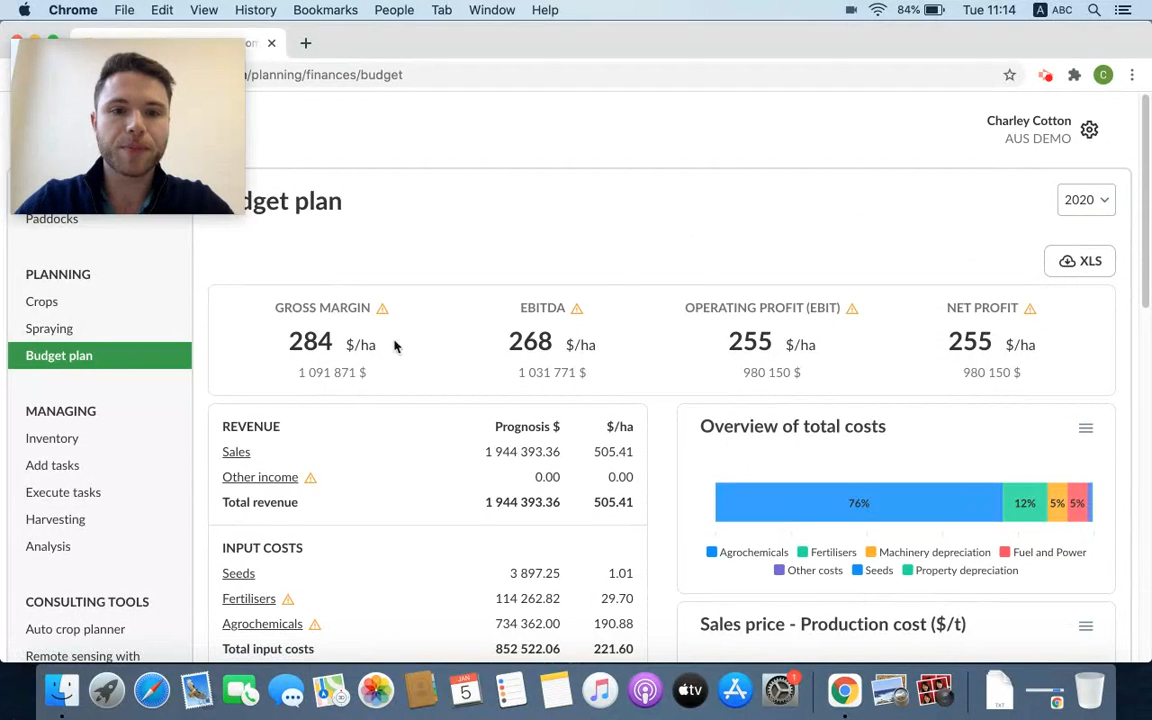 Chrome File Edit View History Bookmarks People Tab Window Help 84% Tue 11:14 A ABC
/planning/finances/budget C
Charley Cotton
AUS DEMO
dget plan 2020
XLS
Paddocks
PLANNING
Crops
Spraying
Budget plan
MANAGING
Inventory
Add tasks
Execute tasks
Harvesting
Analysis
CONSULTING TOOLS
Auto crop planner
Remote sensing with
GROSS MARGIN EBITDA OPERATING PROFIT (EBIT) NET PROFIT
284 $/ha 268 $/ha 255 $/ha 255 $/ha
1 091 871 $ 1 031 771 $ 980 150 $ 980 150 $
REVENUE Prognosis $ $/ha
Sales 1 944 393.36 505.41
Other income 0.00 0.00
Total revenue 1 944 393.36 505.41
INPUT COSTS
Seeds 3 897.25 1.01
Fertilisers 114 262.82 29.70
Agrochemicals 734 362.00 190.88
Total input costs 852 522.06 221.60
Overview of total costs
76% 12% 5% 5%
Agrochemicals Fertilisers Machinery depreciation Fuel and Power
Other costs Seeds Property depreciation
Sales price - Production cost ($/t)
JAN
5
tv
1
TXT